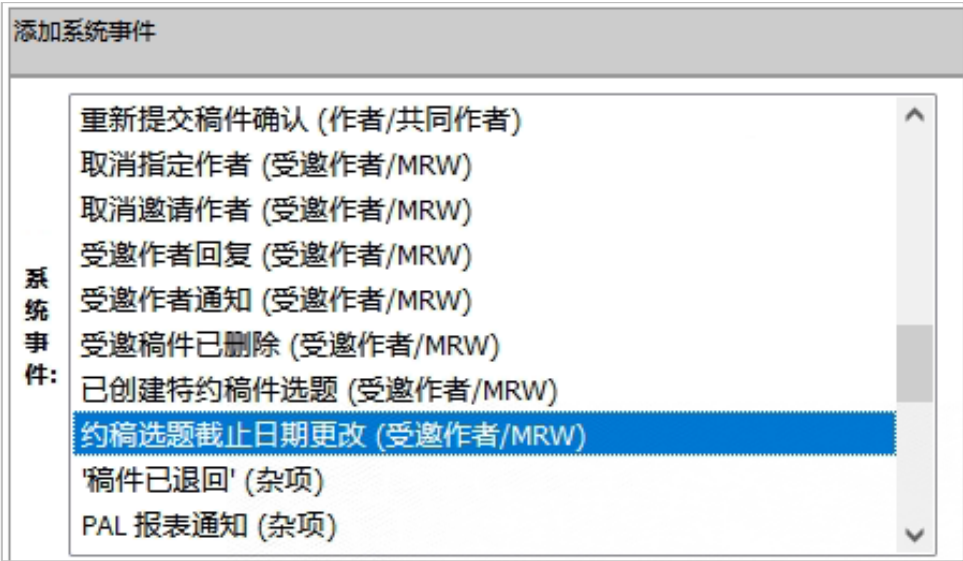 添加系统事件
重新提交稿件确认 (作者/共同作者)
取消指定作者 (受邀作者/MRW)
取消邀请作者 (受邀作者/MRW)
受邀作者回复 (受邀作者/MRW)
受邀作者通知 (受邀作者/MRW)
受邀稿件已删除 (受邀作者/MRW)
已创建特约稿件选题 (受邀作者/MRW)
约稿选题截止日期更改 (受邀作者/MRW)
'稿件已退回' (杂项)
PAL 报表通知 (杂项)
系
统
事
件: